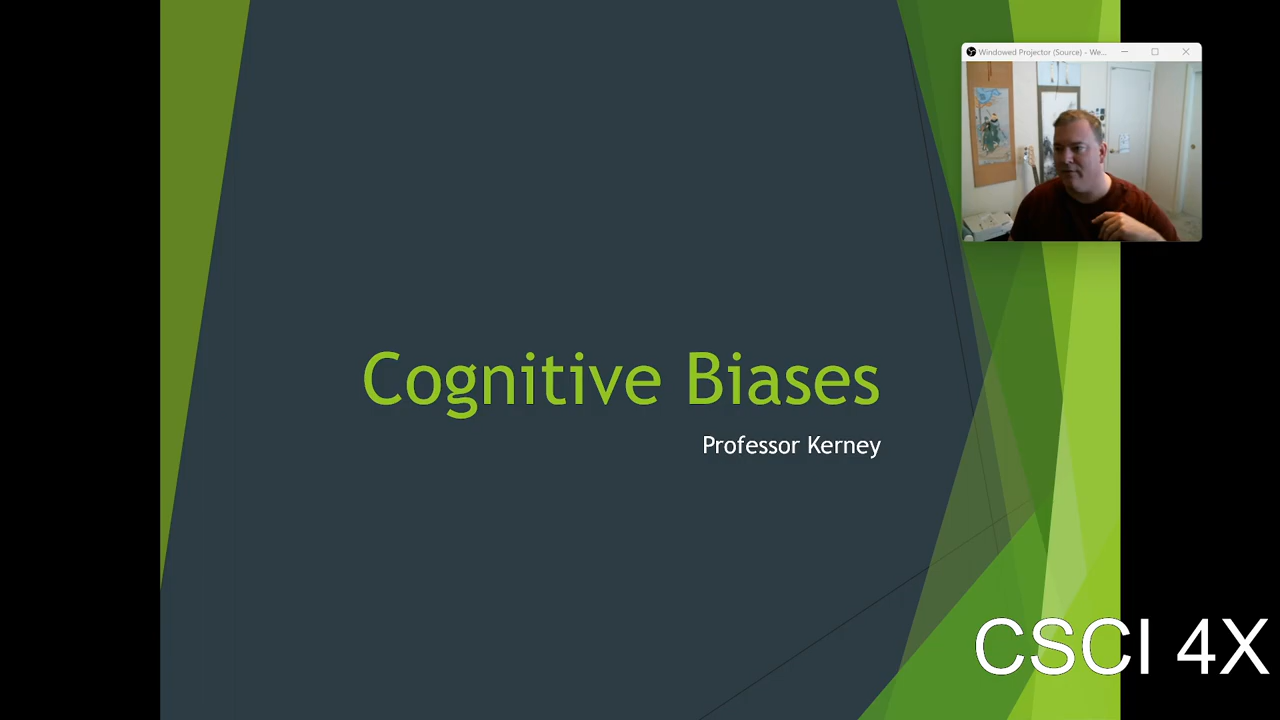 Windowed Projector (Source) - We...
Cognitive Biases
Professor Kerney
CSCI 4X